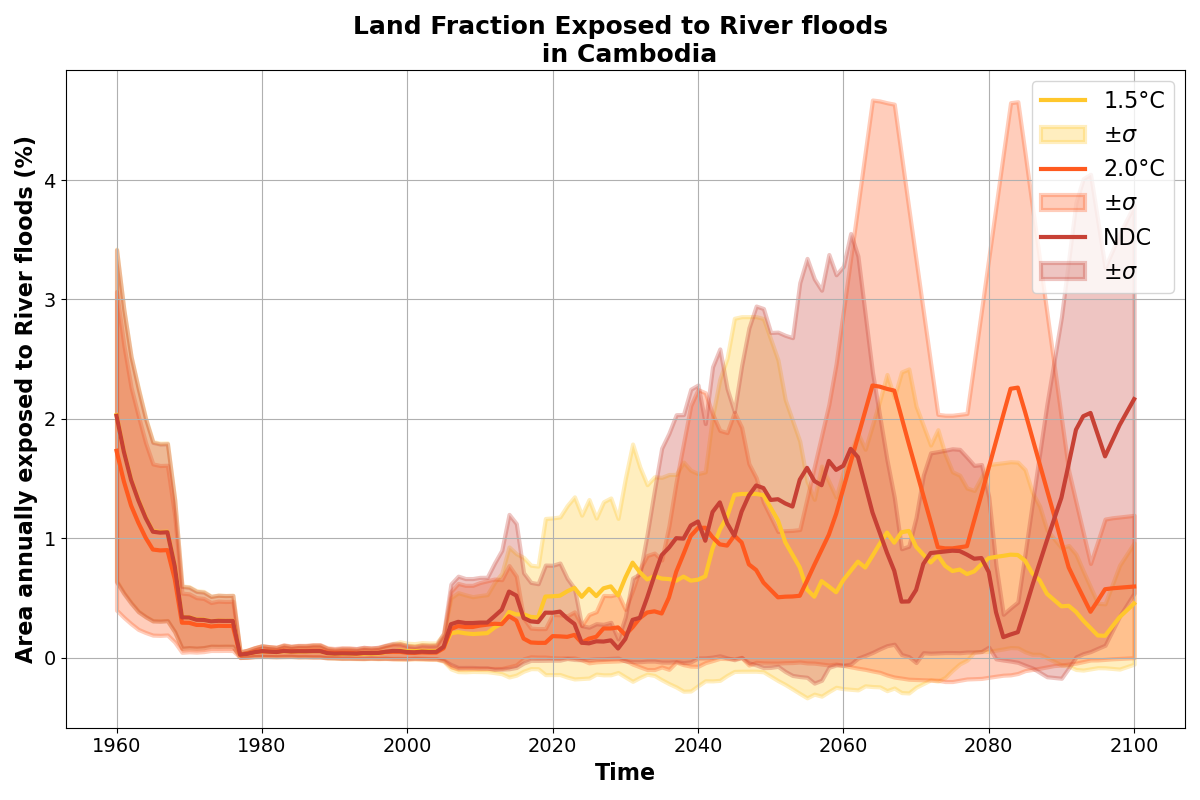 Land Fraction Exposed to River floods
in Cambodia
Area annually exposed to River floods (%)
4
3
2
1
0
1.5°C
±σ
2.0°C
±σ
NDC
±σ
1960
1980
2000
2020
2040
2060
2080
2100
Time